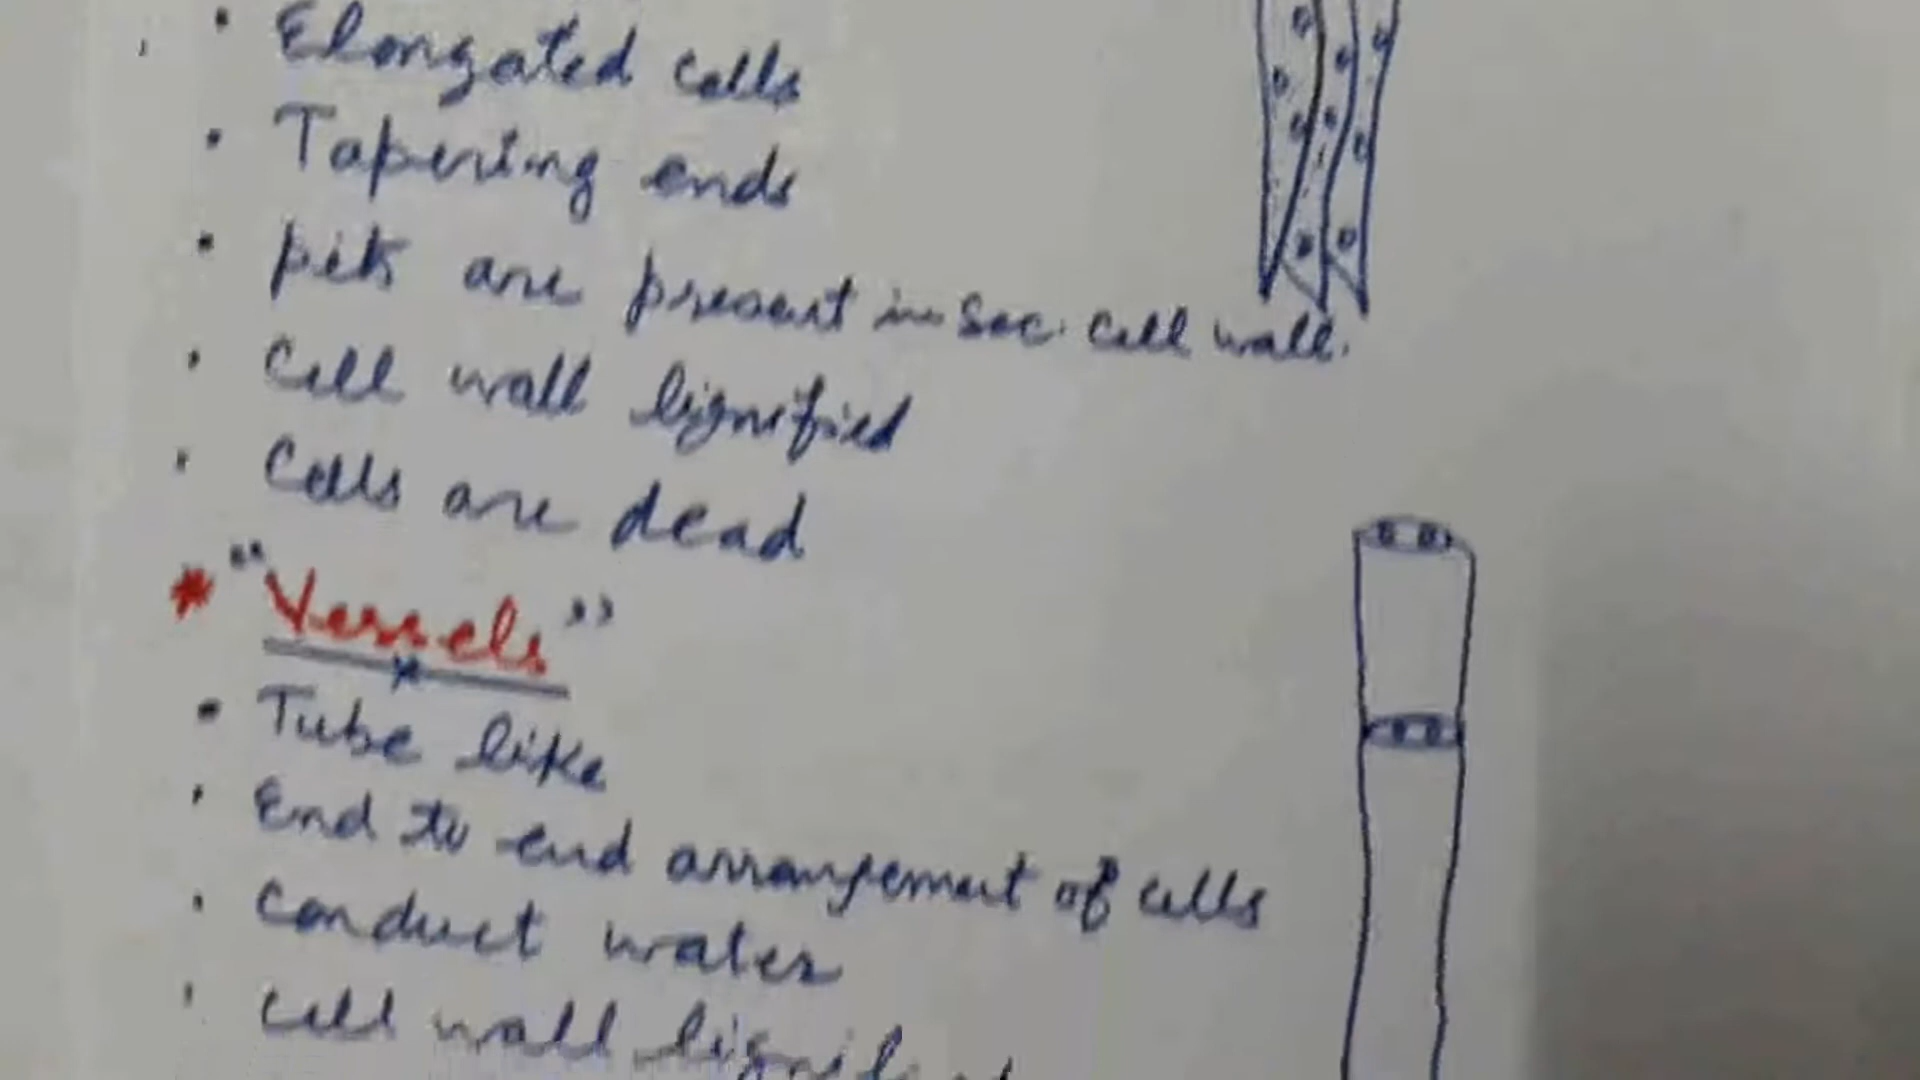 • Elongated cells
• Tapering ends
• pits are present in Sec. cell wall.
• Cell wall lignified
• Cells are dead
* "Vessels"
• Tube like
• End to end arrangement of cells
• Conduct water
• Cell wall lignified